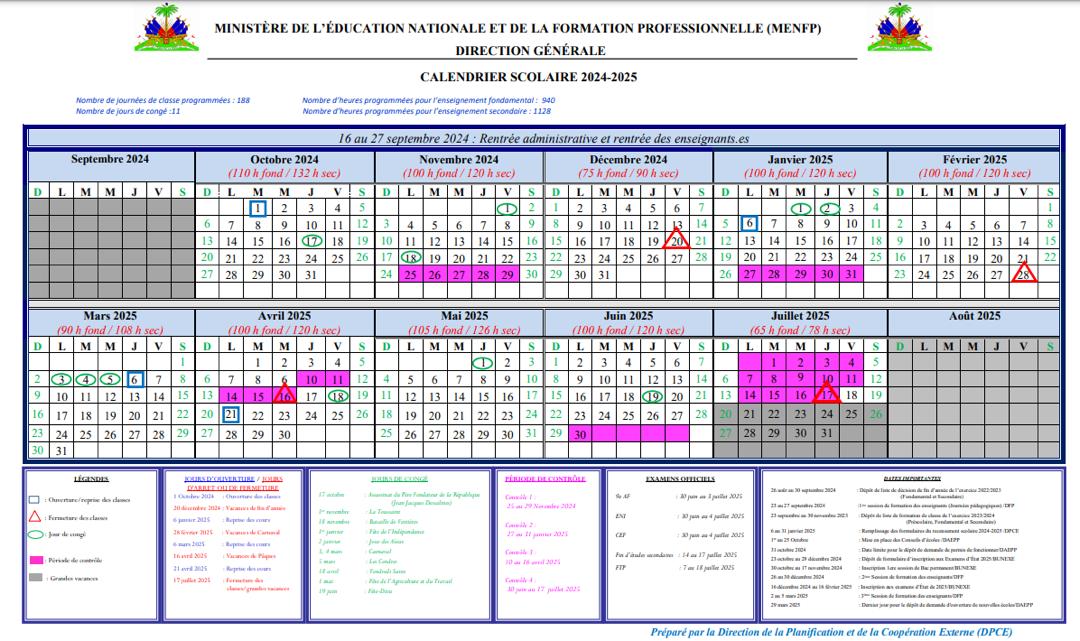 MINISTÈRE DE L'ÉDUCATION NATIONALE ET DE LA FORMATION PROFESSIONNELLE (MENFP)
DIRECTION GÉNÉRALE
CALENDRIER SCOLAIRE 2024-2025
Nombre de journées de classe programmées : 188 Nombre d'heures programmées pour l'enseignement fondamental : 940
Nombre de jours de congé :11 Nombre d'heures programmées pour l'enseignement secondaire : 1128
16 au 27 septembre 2024 : Rentrée administrative et rentrée des enseignants.es
Septembre 2024 Octobre 2024 Novembre 2024 Décembre 2024 Janvier 2025 Février 2025
(110 h fond / 132 h sec) (100 h fond / 120 h sec) (75 h fond / 90 h sec) (100 h fond / 120 h sec) (100 h fond / 120 h sec)
D L M M J V S D L M M J V S D L M M J V S D L M M J V S D L M M J V S D L M M J V S
1 2 3 4 5 1 2 1 2 3 4 5 6 7 1 2 3 4 1
6 7 8 9 10 11 12 3 4 5 6 7 8 9 8 9 10 11 12 13 14 5 6 7 8 9 10 11 2 3 4 5 6 7 8
13 14 15 16 17 18 19 10 11 12 13 14 15 16 15 16 17 18 19 20 21 12 13 14 15 16 17 18 9 10 11 12 13 14 15
20 21 22 23 24 25 26 17 18 19 20 21 22 23 22 23 24 25 26 27 28 19 20 21 22 23 24 25 16 17 18 19 20 21 22
27 28 29 30 31 24 25 26 27 28 29 30 29 30 31 26 27 28 29 30 31 23 24 25 26 27 28
Mars 2025 Avril 2025 Mai 2025 Juin 2025 Juillet 2025 Août 2025
(90 h fond / 108 h sec) (100 h fond / 120 h sec) (105 h fond / 126 h sec) (100 h fond / 120 h sec) (65 h fond / 78 h sec)
D L M M J V S D L M M J V S D L M M J V S D L M M J V S D L M M J V S D L M M J V S
1 1 2 3 4 5 1 2 3 1 2 3 4 5 6 7 1 2 3 4 5
2 3 4 5 6 7 8 6 7 8 9 10 11 12 4 5 6 7 8 9 10 8 9 10 11 12 13 14 6 7 8 9 10 11 12
9 10 11 12 13 14 15 13 14 15 16 17 18 19 11 12 13 14 15 16 17 15 16 17 18 19 20 21 13 14 15 16 17 18 19
16 17 18 19 20 21 22 20 21 22 23 24 25 26 18 19 20 21 22 23 24 22 23 24 25 26 27 28 20 21 22 23 24 25 26
23 24 25 26 27 28 29 27 28 29 30 25 26 27 28 29 30 31 29 30 27 28 29 30 31
30 31
LÉGENDES
: Ouverture/reprise des classes
: Fermeture des classes
: Jour de congé
: Période de contrôle
: Grandes vacances
JOURS D'OUVERTURE / JOURS
D'ARRÊT OU DE FERMETURE
1 Octobre 2024 : Ouverture des classes
20 décembre 2024 : Vacances de fin d'année
6 janvier 2025 : Reprise des cours
28 février 2025 : Vacances de Carnaval
6 mars 2025 : Reprise des cours
16 avril 2025 : Vacances de Pâques
21 avril 2025 : Reprise des cours
17 juillet 2025 : Fermeture des
classes/grandes vacances
JOURS DE CONGÉ
17 octobre : Assassinat du Père Fondateur de la République
(Jean Jacques Dessalines)
1er novembre : La Toussaint
18 novembre : Bataille de Vertières
1er janvier : Fête de l'Indépendance
2 janvier : Jour des Aïeux
3, 4 mars : Carnaval
5 mars : Les Cendres
18 avril : Vendredi Saint
1 mai : Fête de l'Agriculture et du Travail
19 juin : Fête-Dieu
PÉRIODE DE CONTRÔLE
Contrôle 1 :
25 au 29 Novembre 2024
Contrôle 2 :
27 au 31 janvier 2025
Contrôle 3
10 au 16 avril 2025
Contrôle 4 :
30 juin au 17 juillet 2025
EXAMENS OFFICIELS
9e AF : 30 juin au 3 juillet 2025
ENI : 30 juin au 4 juillet 2025
CEF : 30 juin au 4 juillet 2025
Fin d'études secondaires : 14 au 17 juillet 2025
FTP : 7 au 18 juillet 2025
DATES IMPORTANTES
26 août au 30 septembre 2024 : Dépôt de liste de décision de fin d'année de l'exercice 2022/2023
(Fondamental et Secondaire)
23 au 27 septembre 2024 : 1ère session de formation des enseignants (Journées pédagogiques) /DFP
23 septembre au 30 novembre 2023 : Dépôt de liste de formation de classe de l'exercice 2023/2024
(Préscolaire, Fondamental et Secondaire)
6 au 31 janvier 2025 : Remplissage des formulaires de recensement scolaire 2024-2025/DPCE
1er au 25 Octobre : Mise en place des Conseils d'écoles /DAEPP
31 octobre 2024 : Date limite pour le dépôt de demande de permis de fonctionner/DAEPP
23 octobre au 29 décembre 2024 : Dépôt de formulaire d'inscription aux Examens d'État 2025/BUNEXE
30 octobre au 17 novembre 2024 : Inscription 1ere session de Bac permanent/BUNEXE
26 au 30 décembre 2024 : 2ème Session de formation des enseignants/DFP
16 décembre 2024 au 16 février 2025 : Inscription aux examens d'État de 2025/BUNEXE
2 au 5 mars 2025 : 3ème Session de formation des enseignants/DFP
29 mars 2025 : Dernier jour pour le dépôt de demande d'ouverture de nouvelles écoles/DAEPP
Préparé par la Direction de la Planification et de la Coopération Externe (DPCE)